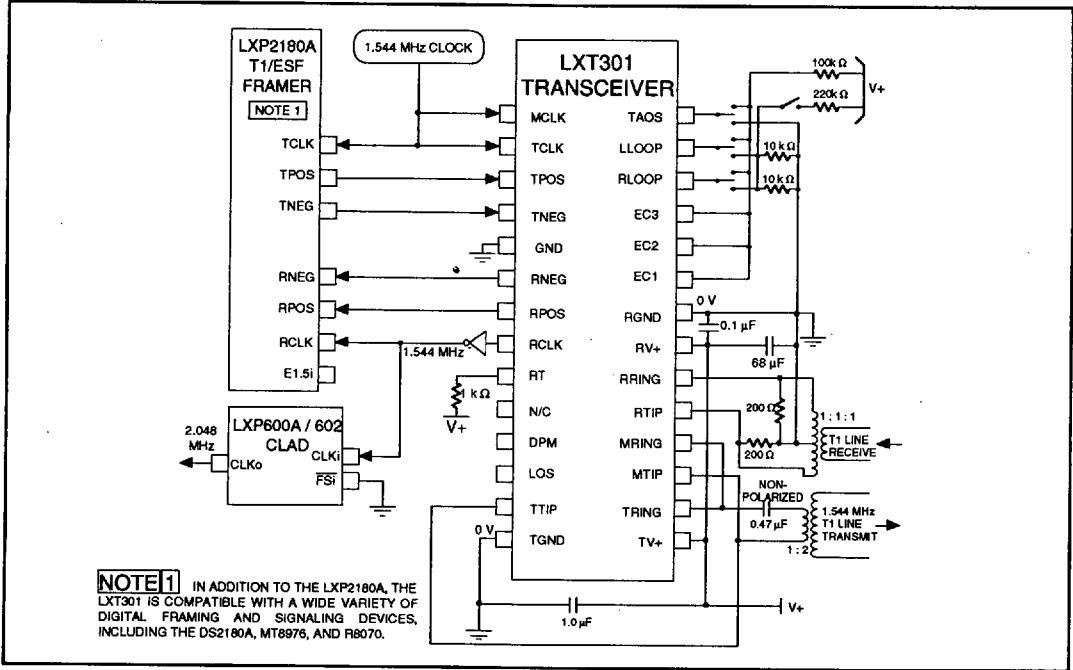 LXP2180A
T1/ESF
FRAMER
NOTE 1
TCLK
TPOS
TNEG
RNEG
RPOS
RCLK
E1.5i
1.544 MHz CLOCK
LXT301
TRANSCEIVER
MCLK
TCLK
TPOS
TNEG
GND
RNEG
RPOS
RCLK
RT
N/C
DPM
LOS
TTIP
TGND
TAOS
LLOOP
RLOOP
EC3
EC2
EC1
RGND
RV+
RRING
RTIP
MRING
MTIP
TRING
TV+
100k Ω
220k Ω
V+
10 k Ω
10 k Ω
0 V
0.1 µF
68 µF
200 Ω
200 Ω
1 : 1 : 1
T1 LINE
RECEIVE
NON-
POLARIZED
0.47 µF
1.544 MHz
T1 LINE
TRANSMIT
1 : 2
V+
1.544 MHz
1 k Ω
V+
LXP600A / 602
CLAD
2.048
MHz
CLKo
CLKi
FSi
0 V
1.0 µF
NOTE 1 IN ADDITION TO THE LXP2180A, THE
LXT301 IS COMPATIBLE WITH A WIDE VARIETY OF
DIGITAL FRAMING AND SIGNALING DEVICES,
INCLUDING THE DS2180A, MT8976, AND R8070.